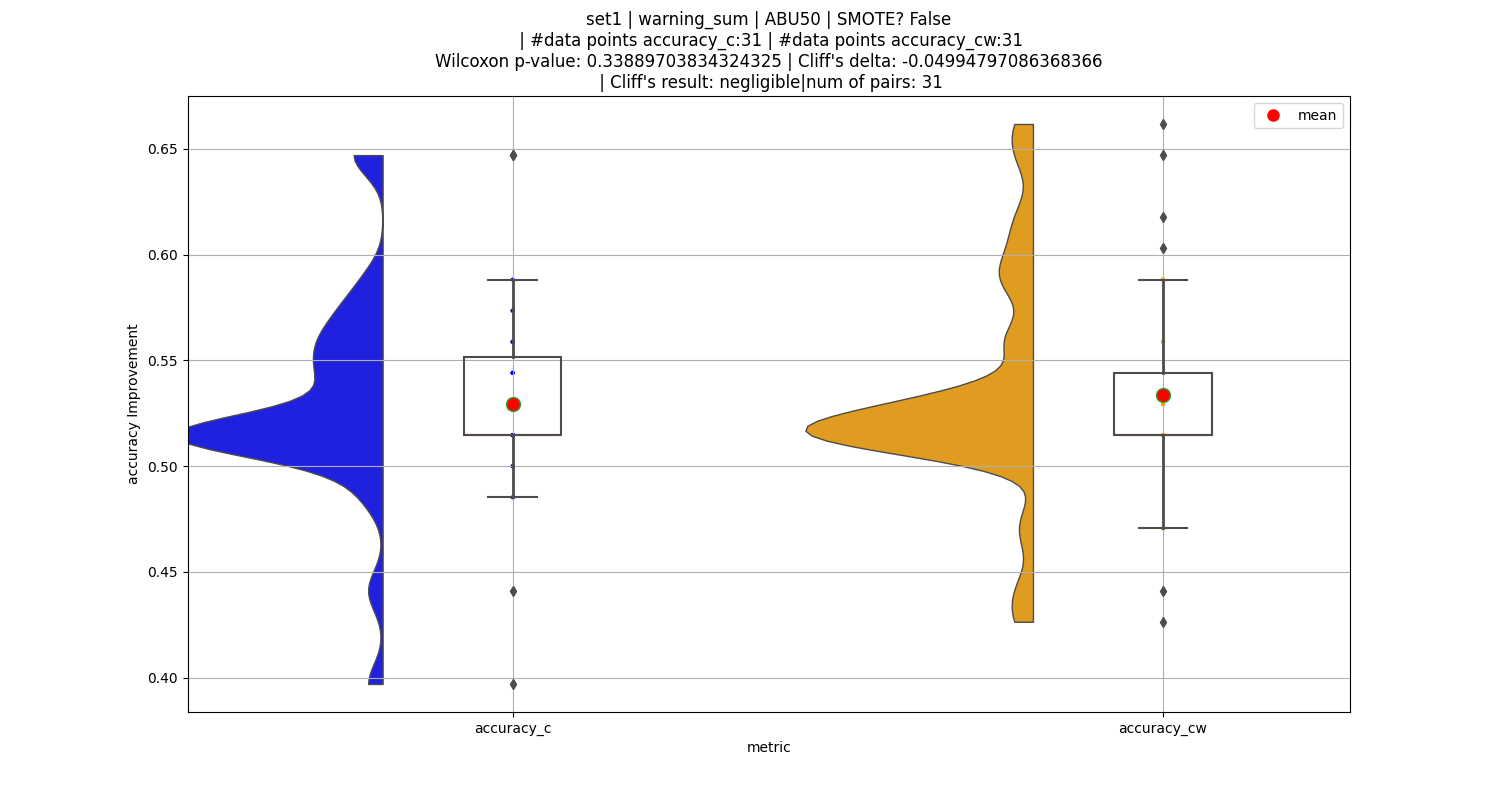 set1 | warning_sum | ABU50 | SMOTE? False
| #data points accuracy_c:31 | #data points accuracy_cw:31
Wilcoxon p-value: 0.33889703834324325 | Cliff's delta: -0.04994797086368366
| Cliff's result: negligible|num of pairs: 31
mean
0.65
0.60
0.55
0.50
0.45
0.40
accuracy Improvement
accuracy_c
accuracy_cw
metric